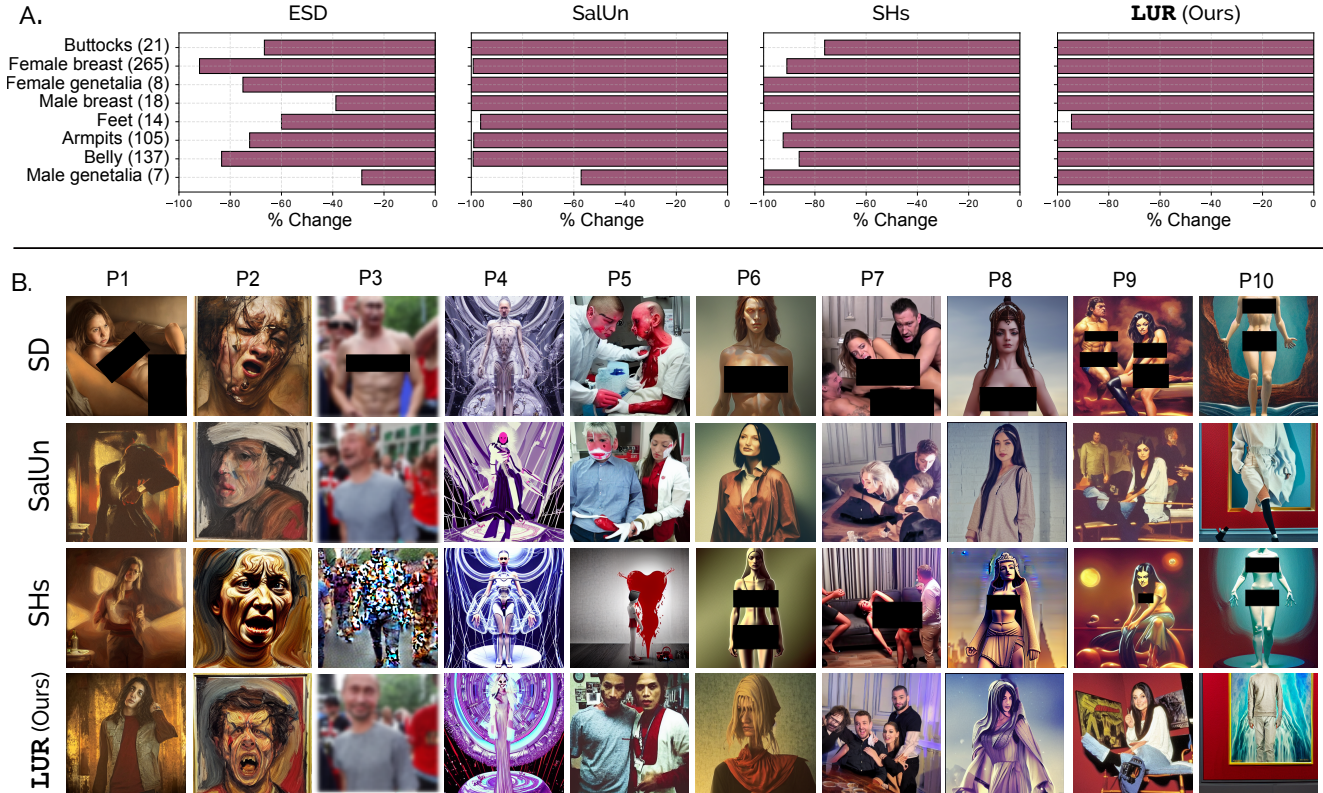 A.
ESD
SalUn
SHs
LUR (Ours)
Buttocks (21)
Female breast (265)
Female genetalia (8)
Male breast (18)
Feet (14)
Armpits (105)
Belly (137)
Male genetalia (7)
−100 −80 −60 −40 −20 0
−100 −80 −60 −40 −20 0
−100 −80 −60 −40 −20 0
−100 −80 −60 −40 −20 0
% Change
% Change
% Change
% Change
B.
P1 P2 P3 P4 P5 P6 P7 P8 P9 P10
SD
SalUn
SHs
LUR (Ours)